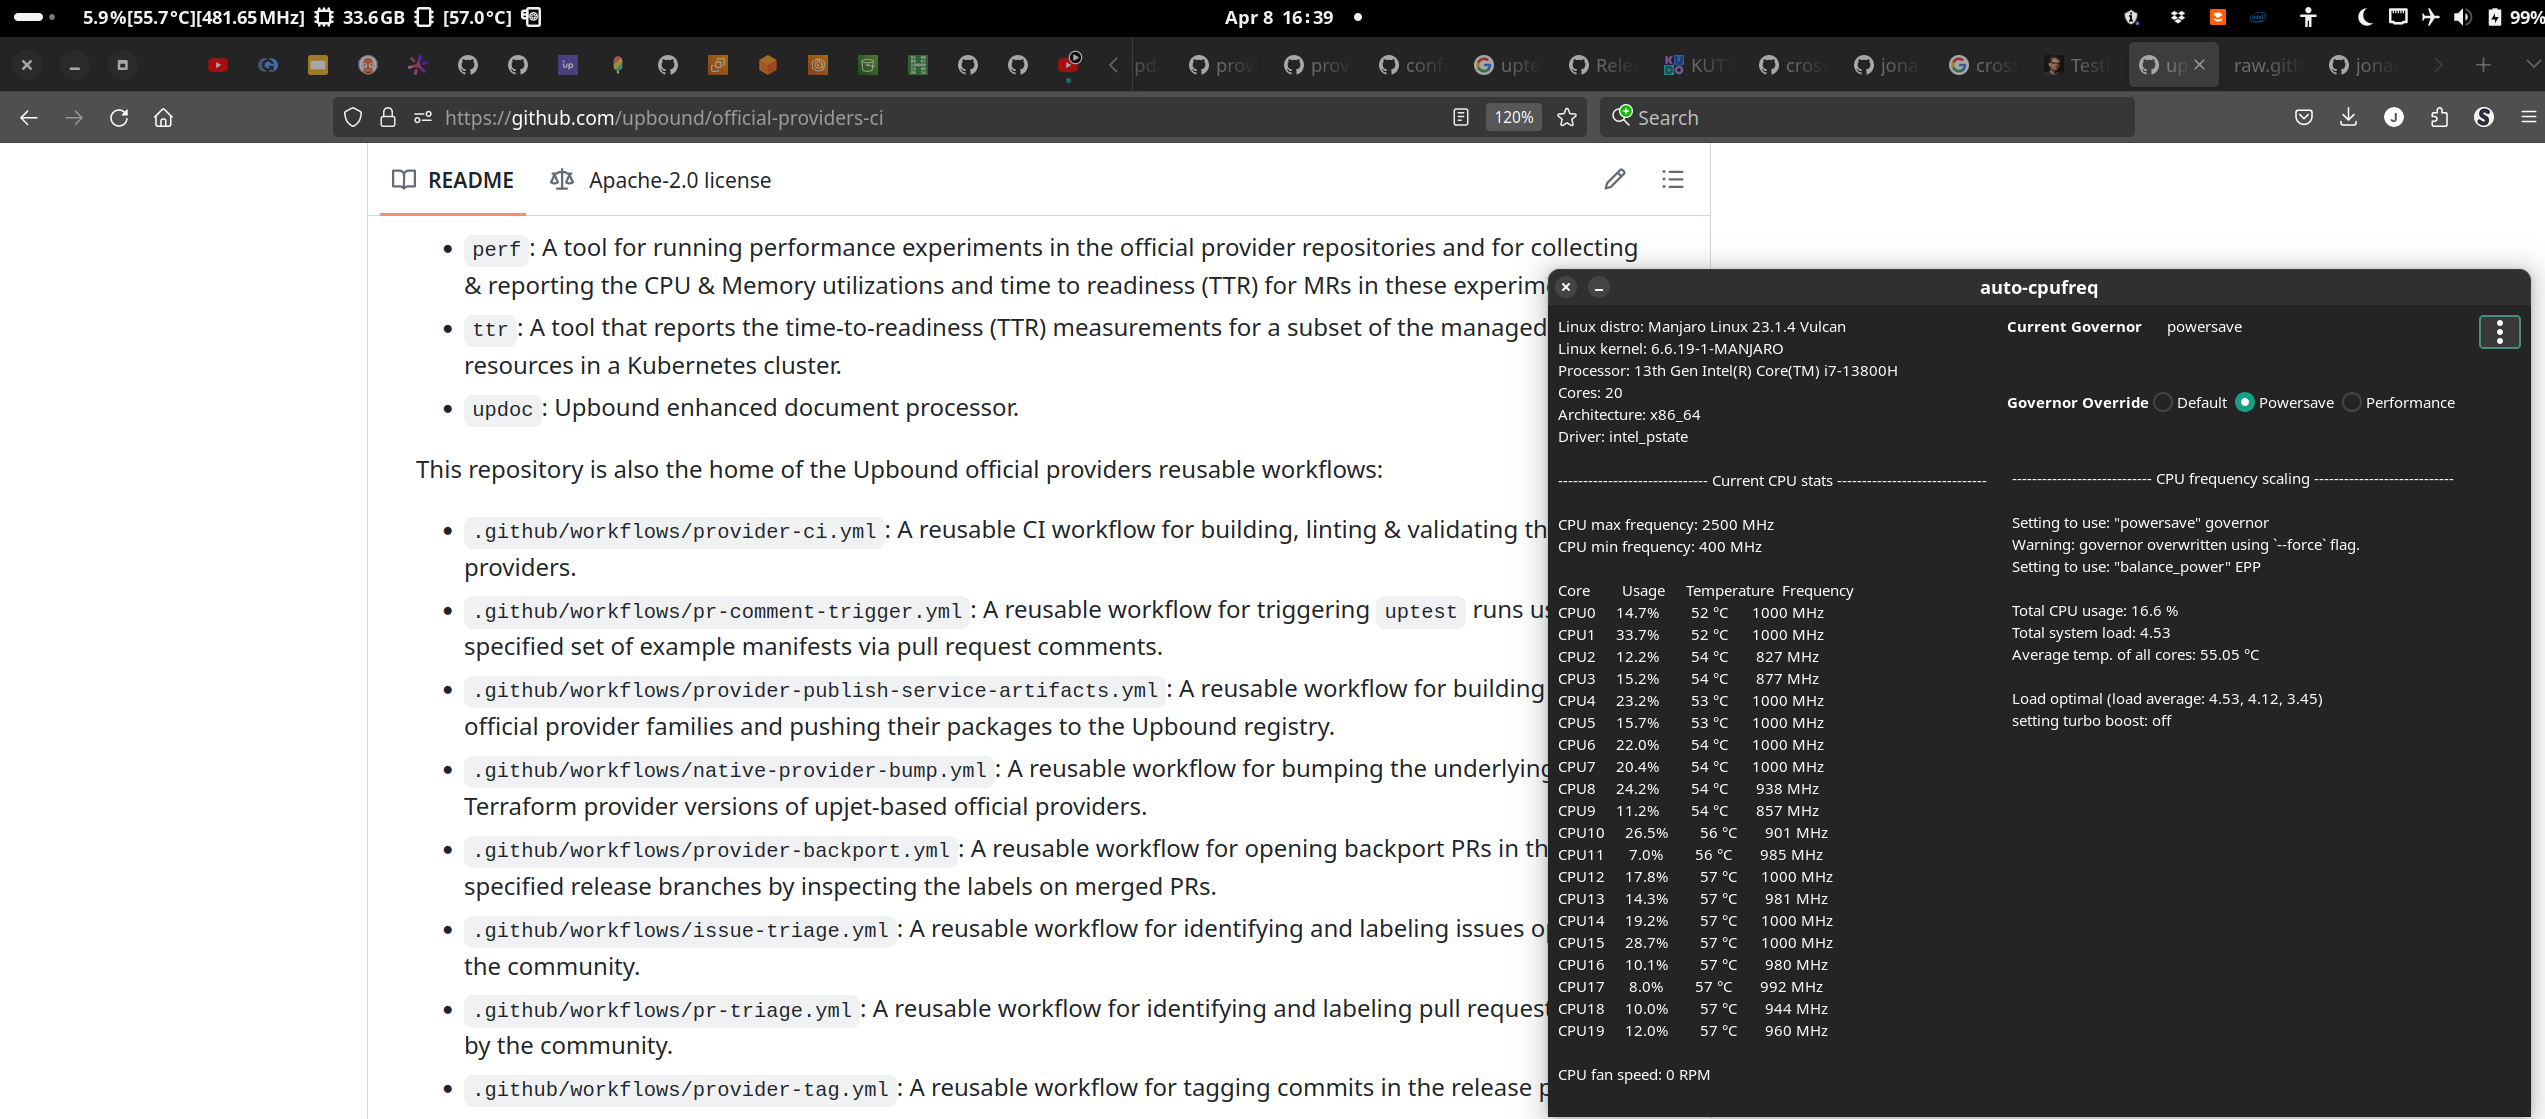 5.9%[55.7°C][481.65MHz] 33.6GB [57.0°C]
Apr 8 16:39
99%
prov
prov
conf
upte
Rele
KUT
cross
jona
cros
Testi
up
raw.gith
jona
https://github.com/upbound/official-providers-ci
120%
Search
README
Apache-2.0 license
perf: A tool for running performance experiments in the official provider repositories and for collecting
& reporting the CPU & Memory utilizations and time to readiness (TTR) for MRs in these experim
ttr: A tool that reports the time-to-readiness (TTR) measurements for a subset of the managed
resources in a Kubernetes cluster.
updoc: Upbound enhanced document processor.
This repository is also the home of the Upbound official providers reusable workflows:
.github/workflows/provider-ci.yml: A reusable CI workflow for building, linting & validating th
providers.
.github/workflows/pr-comment-trigger.yml: A reusable workflow for triggering uptest runs us
specified set of example manifests via pull request comments.
.github/workflows/provider-publish-service-artifacts.yml: A reusable workflow for building
official provider families and pushing their packages to the Upbound registry.
.github/workflows/native-provider-bump.yml: A reusable workflow for bumping the underlying
Terraform provider versions of upjet-based official providers.
.github/workflows/provider-backport.yml: A reusable workflow for opening backport PRs in th
specified release branches by inspecting the labels on merged PRs.
.github/workflows/issue-triage.yml: A reusable workflow for identifying and labeling issues op
the community.
.github/workflows/pr-triage.yml: A reusable workflow for identifying and labeling pull request
by the community.
.github/workflows/provider-tag.yml: A reusable workflow for tagging commits in the release p
auto-cpufreq
Linux distro: Manjaro Linux 23.1.4 Vulcan
Linux kernel: 6.6.19-1-MANJARO
Processor: 13th Gen Intel(R) Core(TM) i7-13800H
Cores: 20
Architecture: x86_64
Driver: intel_pstate
------------------------------ Current CPU stats ------------------------------
CPU max frequency: 2500 MHz
CPU min frequency: 400 MHz
Core Usage Temperature Frequency
CPU0 14.7% 52 °C 1000 MHz
CPU1 33.7% 52 °C 1000 MHz
CPU2 12.2% 54 °C 827 MHz
CPU3 15.2% 54 °C 877 MHz
CPU4 23.2% 53 °C 1000 MHz
CPU5 15.7% 53 °C 1000 MHz
CPU6 22.0% 54 °C 1000 MHz
CPU7 20.4% 54 °C 1000 MHz
CPU8 24.2% 54 °C 938 MHz
CPU9 11.2% 54 °C 857 MHz
CPU10 26.5% 56 °C 901 MHz
CPU11 7.0% 56 °C 985 MHz
CPU12 17.8% 57 °C 1000 MHz
CPU13 14.3% 57 °C 981 MHz
CPU14 19.2% 57 °C 1000 MHz
CPU15 28.7% 57 °C 1000 MHz
CPU16 10.1% 57 °C 980 MHz
CPU17 8.0% 57 °C 992 MHz
CPU18 10.0% 57 °C 944 MHz
CPU19 12.0% 57 °C 960 MHz
CPU fan speed: 0 RPM
Current Governor powersave
Governor Override Default Powersave Performance
---------------------------- CPU frequency scaling ----------------------------
Setting to use: "powersave" governor
Warning: governor overwritten using `--force` flag.
Setting to use: "balance_power" EPP
Total CPU usage: 16.6 %
Total system load: 4.53
Average temp. of all cores: 55.05 °C
Load optimal (load average: 4.53, 4.12, 3.45)
setting turbo boost: off